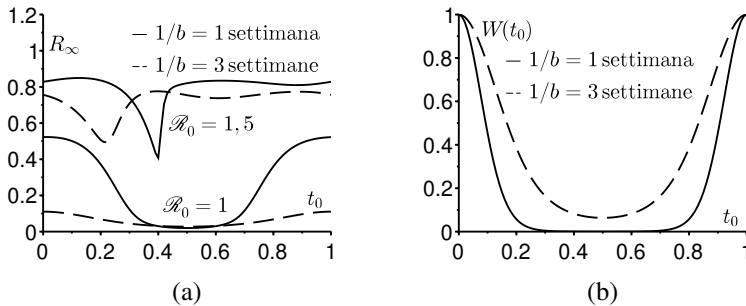 1.2
R∞
— 1/b = 1 settimana
-- 1/b = 3 settimane
1
0.8
0.6
ℛ0 = 1, 5
0.4
0.2
ℛ0 = 1
t0
0
0 0.2 0.4 0.6 0.8 1
(a)
1
W(t0)
— 1/b = 1 settimana
-- 1/b = 3 settimane
0.8
0.6
0.4
0.2
t0
0
0 0.2 0.4 0.6 0.8 1
(b)